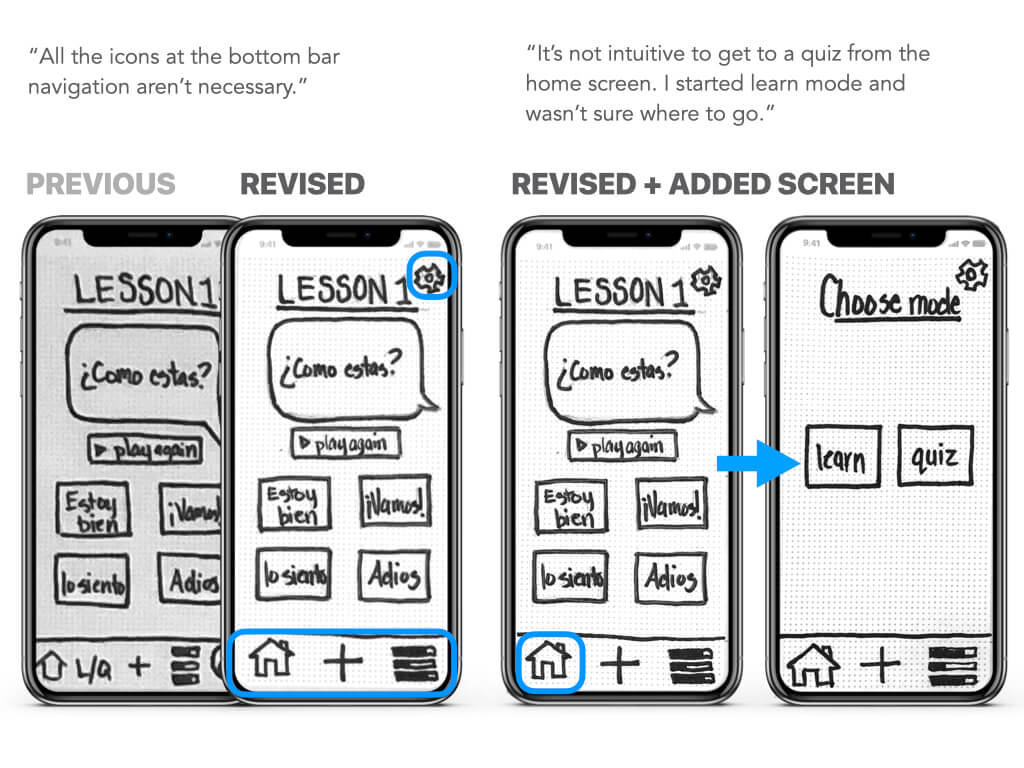 “All the icons at the bottom bar
navigation aren’t necessary.”
“It’s not intuitive to get to a quiz from the
home screen. I started learn mode and
wasn’t sure where to go.”
PREVIOUS
REVISED
REVISED + ADDED SCREEN
9:41
LESSON 1
¿Como estas?
play again
Estoy
bien
¡Vamos!
lo siento
Adios
L/Q
9:41
LESSON 1
¿Como estas?
play again
Estoy
bien
¡Vamos!
lo siento
Adios
9:41
LESSON 1
¿Como estas?
play again
Estoy
bien
¡Vamos!
lo siento
Adios
9:41
Choose mode
learn
quiz